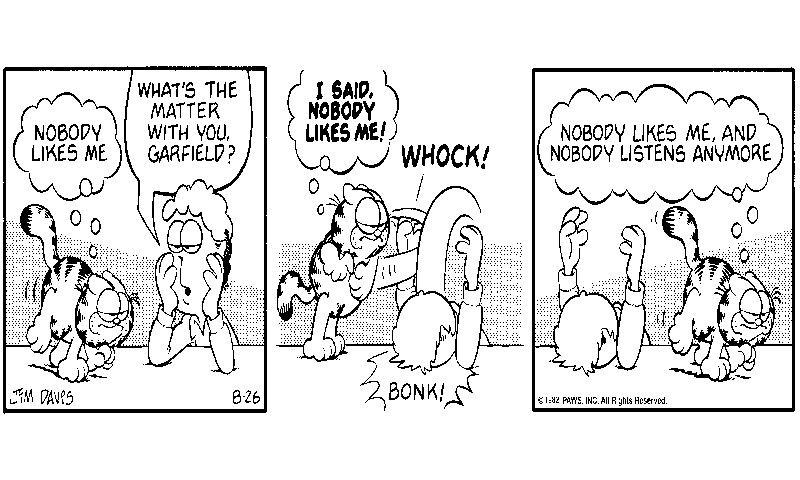 NOBODY
LIKES ME
WHAT'S THE
MATTER
WITH YOU,
GARFIELD?
JIM DAVIS
8-26
I SAID,
NOBODY
LIKES ME!
WHOCK!
BONK!
NOBODY LIKES ME, AND
NOBODY LISTENS ANYMORE
© 1982 PAWS, INC. All Rights Reserved.